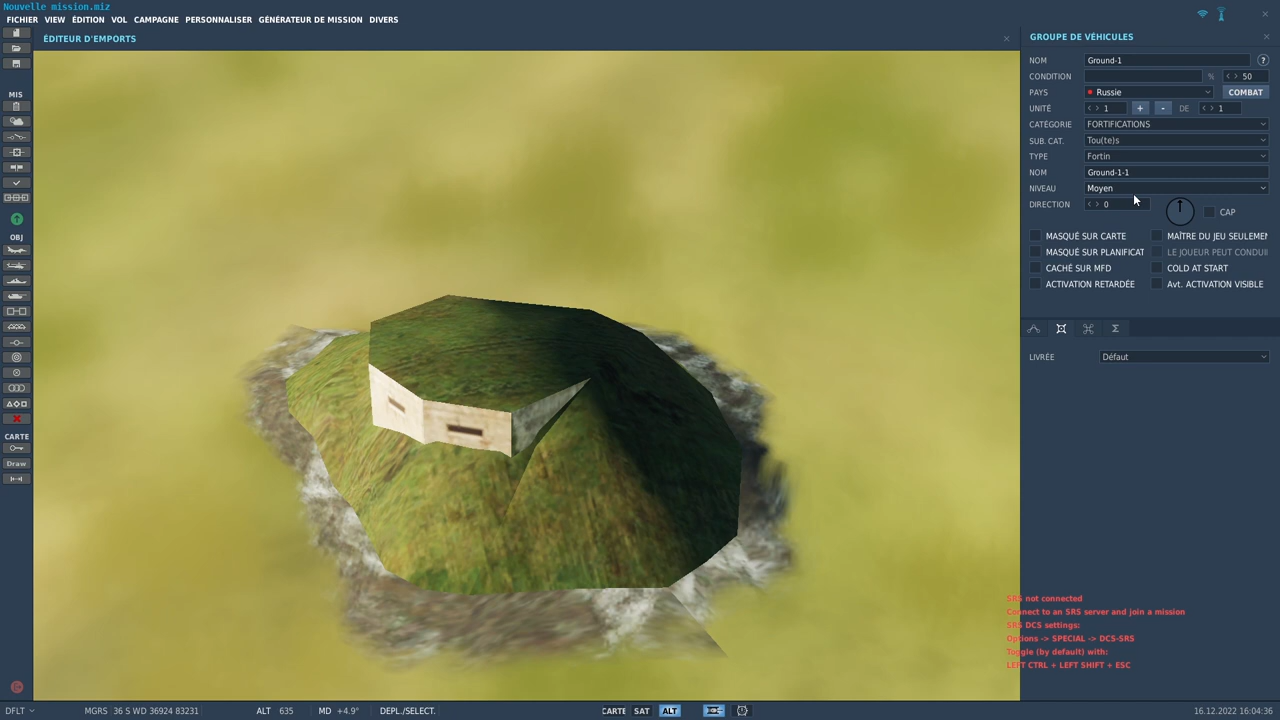 Nouvelle mission.miz
FICHIER VIEW ÉDITION VOL CAMPAGNE PERSONNALISER GÉNÉRATEUR DE MISSION DIVERS
ÉDITEUR D'EMPORTS
GROUPE DE VÉHICULES
NOM Ground-1 ?
CONDITION % 50
PAYS Russie COMBAT
UNITÉ 1 + - DE 1
CATÉGORIE FORTIFICATIONS
SUB. CAT. Tou(te)s
TYPE Fortin
NOM Ground-1-1
NIVEAU Moyen
DIRECTION 0 CAP
MASQUÉ SUR CARTE MAÎTRE DU JEU SEULEMEN
MASQUÉ SUR PLANIFICAT LE JOUEUR PEUT CONDUI
CACHÉ SUR MFD COLD AT START
ACTIVATION RETARDÉE Avt. ACTIVATION VISIBLE
LIVRÉE Défaut
MIS
OBJ
CARTE
Draw
SRS not connected
Connect to an SRS server and join a mission
SRS DCS settings:
Options -> SPECIAL -> DCS-SRS
Toggle (by default) with:
LEFT CTRL + LEFT SHIFT + ESC
DFLT MGRS 36 S WD 36924 83231 ALT 635 MD +4.9° DEPL./SELECT. CARTE SAT ALT 16.12.2022 16:04:36